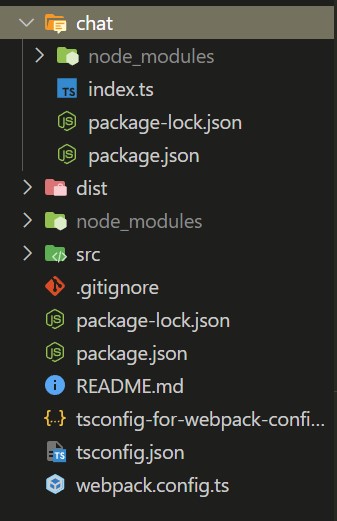 chat
node_modules
TS index.ts
JS package-lock.json
JS package.json
dist
node_modules
src
.gitignore
JS package-lock.json
JS package.json
README.md
tsconfig-for-webpack-confi...
TS tsconfig.json
webpack.config.ts